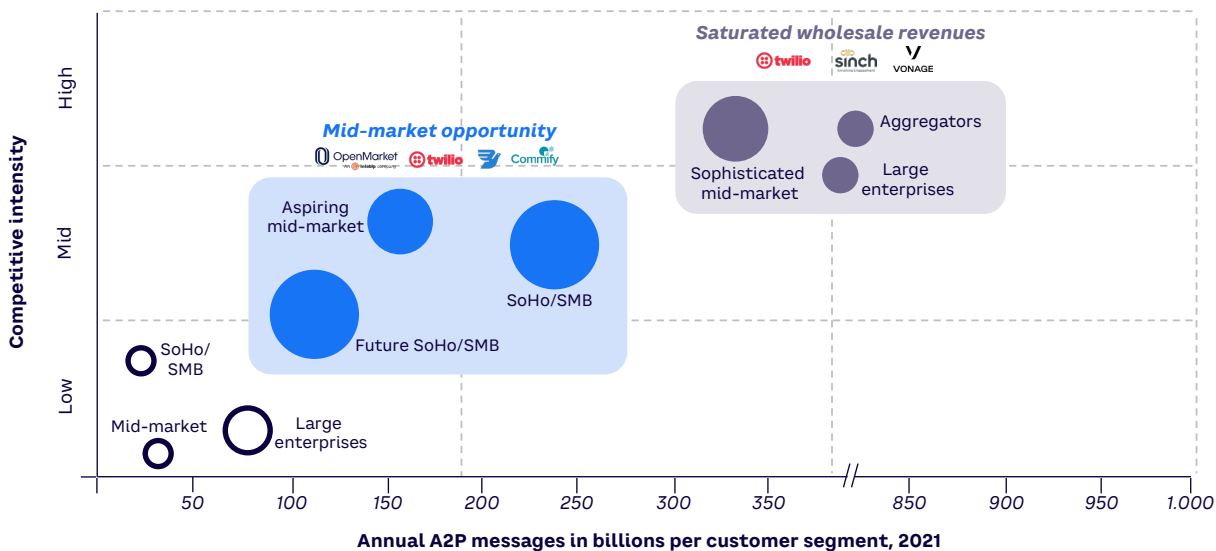 Saturated wholesale revenues
twilio
sinch
VONAGE
High
Aggregators
Mid-market opportunity
OpenMarket
twilio
Commify
Sophisticated
mid-market
Large
enterprises
Competitive intensity
Mid
Aspiring
mid-market
SoHo/SMB
Future SoHo/SMB
Low
SoHo/
SMB
Mid-market
Large
enterprises
50
100
150
200
250
300
350
850
900
950
1.000
Annual A2P messages in billions per customer segment, 2021